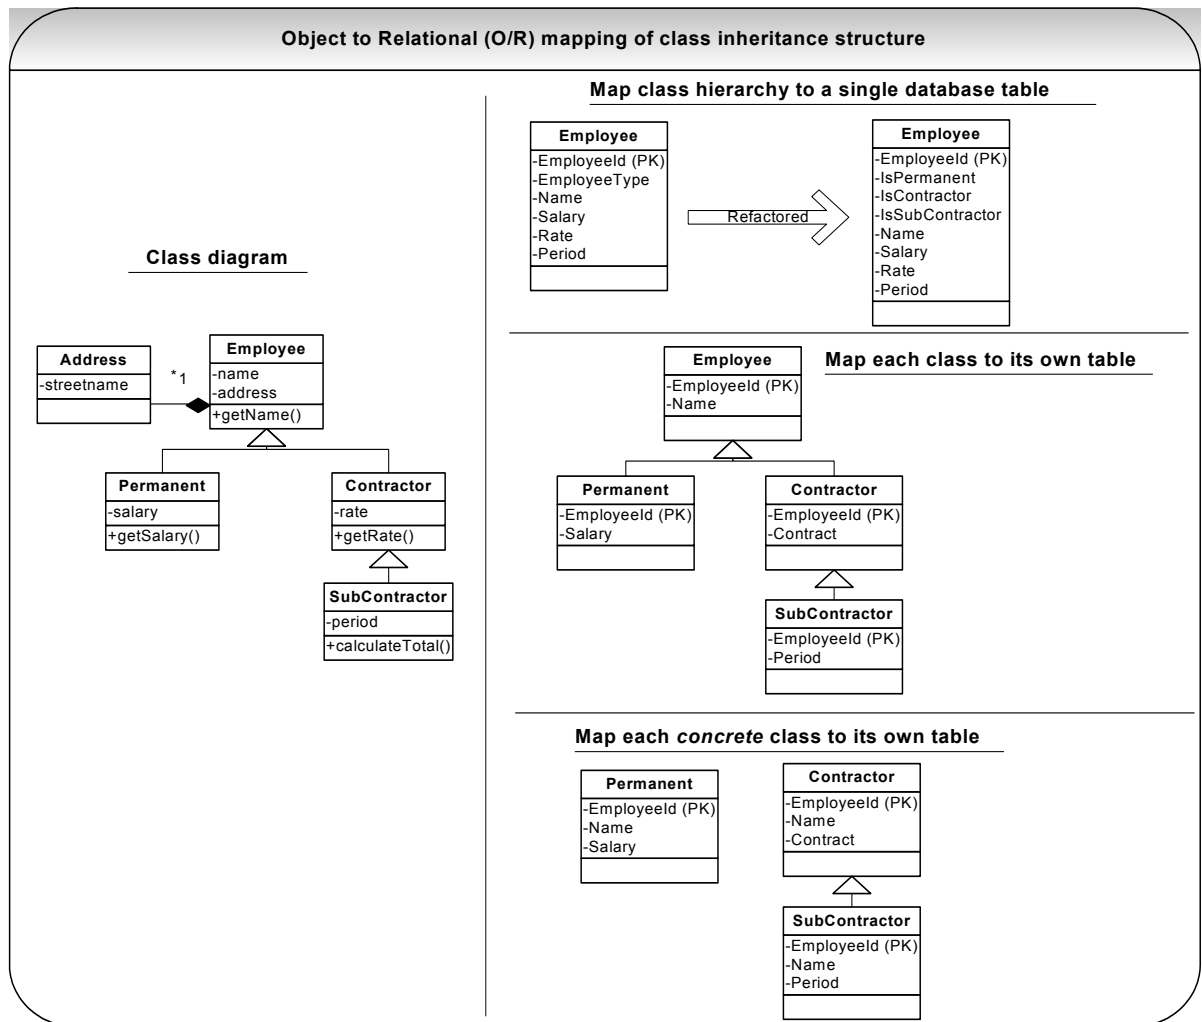 Object to Relational (O/R) mapping of class inheritance structure
Class diagram
Address
-streetname
*
1
Employee
-name
-address
+getName()
Permanent
-salary
+getSalary()
Contractor
-rate
+getRate()
SubContractor
-period
+calculateTotal()
Map class hierarchy to a single database table
Employee
-EmployeeId (PK)
-EmployeeType
-Name
-Salary
-Rate
-Period
Refactored
Employee
-EmployeeId (PK)
-IsPermanent
-IsContractor
-IsSubContractor
-Name
-Salary
-Rate
-Period
Map each class to its own table
Employee
-EmployeeId (PK)
-Name
Permanent
-EmployeeId (PK)
-Salary
Contractor
-EmployeeId (PK)
-Contract
SubContractor
-EmployeeId (PK)
-Period
Map each concrete class to its own table
Permanent
-EmployeeId (PK)
-Name
-Salary
Contractor
-EmployeeId (PK)
-Name
-Contract
SubContractor
-EmployeeId (PK)
-Name
-Period